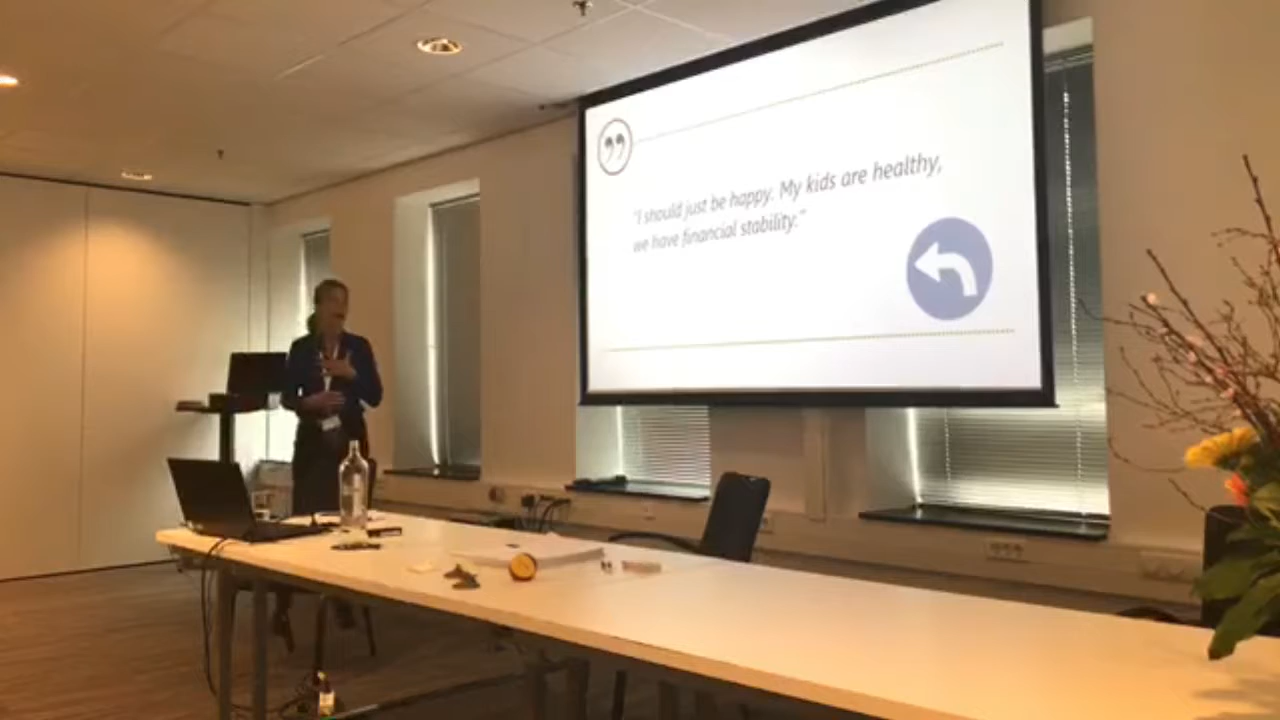 "I should just be happy. My kids are healthy,
we have financial stability."